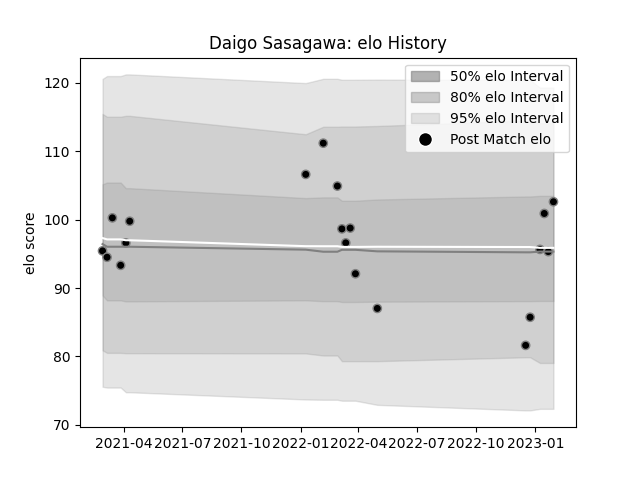 Daigo Sasagawa: elo History
50% elo Interval
80% elo Interval
95% elo Interval
Post Match elo
elo score
120
110
100
90
80
70
2021-04 2021-07 2021-10 2022-01 2022-04 2022-07 2022-10 2023-01